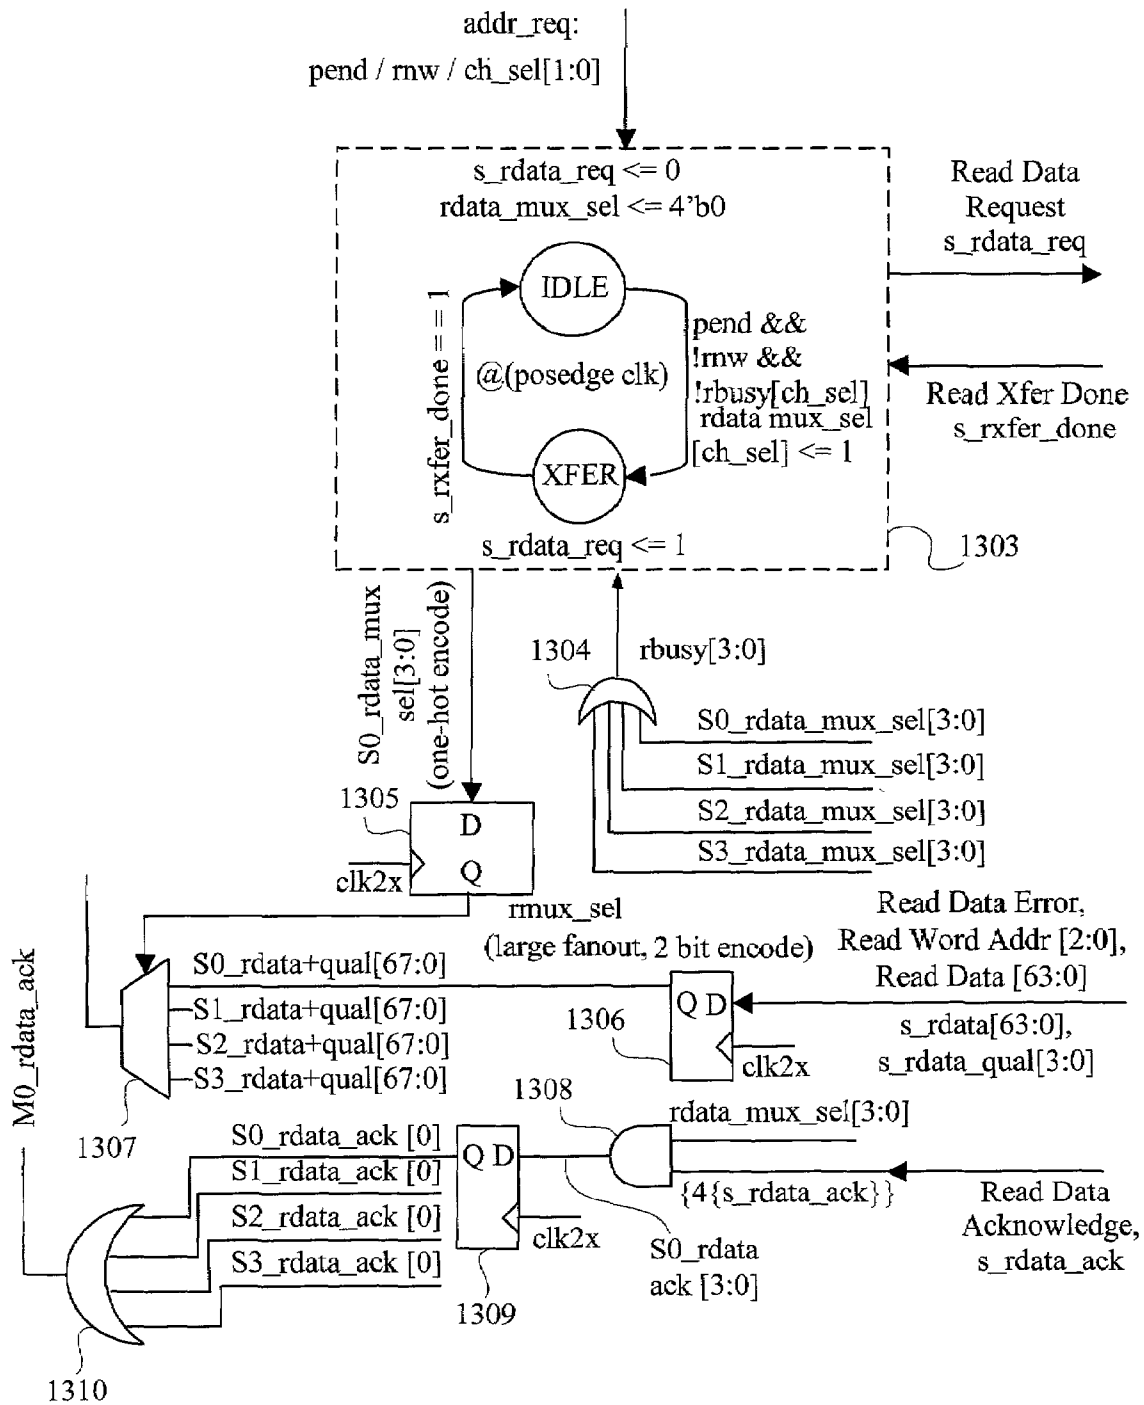 addr_req:
pend / rnw / ch_sel[1:0]
s_rdata_req <= 0
rdata_mux_sel <= 4'b0
IDLE
s_rxfer_done == 1
@(posedge clk)
pend &&
!rnw &&
!rbusy[ch_sel]
rdata mux_sel
[ch_sel] <= 1
XFER
s_rdata_req <= 1
Read Data
Request
s_rdata_req
Read Xfer Done
s_rxfer_done
1303
S0_rdata_mux
sel[3:0]
(one-hot encode)
1304
rbusy[3:0]
S0_rdata_mux_sel[3:0]
S1_rdata_mux_sel[3:0]
S2_rdata_mux_sel[3:0]
S3_rdata_mux_sel[3:0]
1305
D
Q
clk2x
rmux_sel
(large fanout, 2 bit encode)
Read Data Error,
Read Word Addr [2:0],
Read Data [63:0]
s_rdata[63:0],
s_rdata_qual[3:0]
S0_rdata+qual[67:0]
S1_rdata+qual[67:0]
S2_rdata+qual[67:0]
S3_rdata+qual[67:0]
1306
Q D
clk2x
1307
M0_rdata_ack
1308
rdata_mux_sel[3:0]
{4{s_rdata_ack}}
Read Data
Acknowledge,
s_rdata_ack
S0_rdata_ack [0]
S1_rdata_ack [0]
S2_rdata_ack [0]
S3_rdata_ack [0]
Q D
clk2x
S0_rdata
ack [3:0]
1309
1310